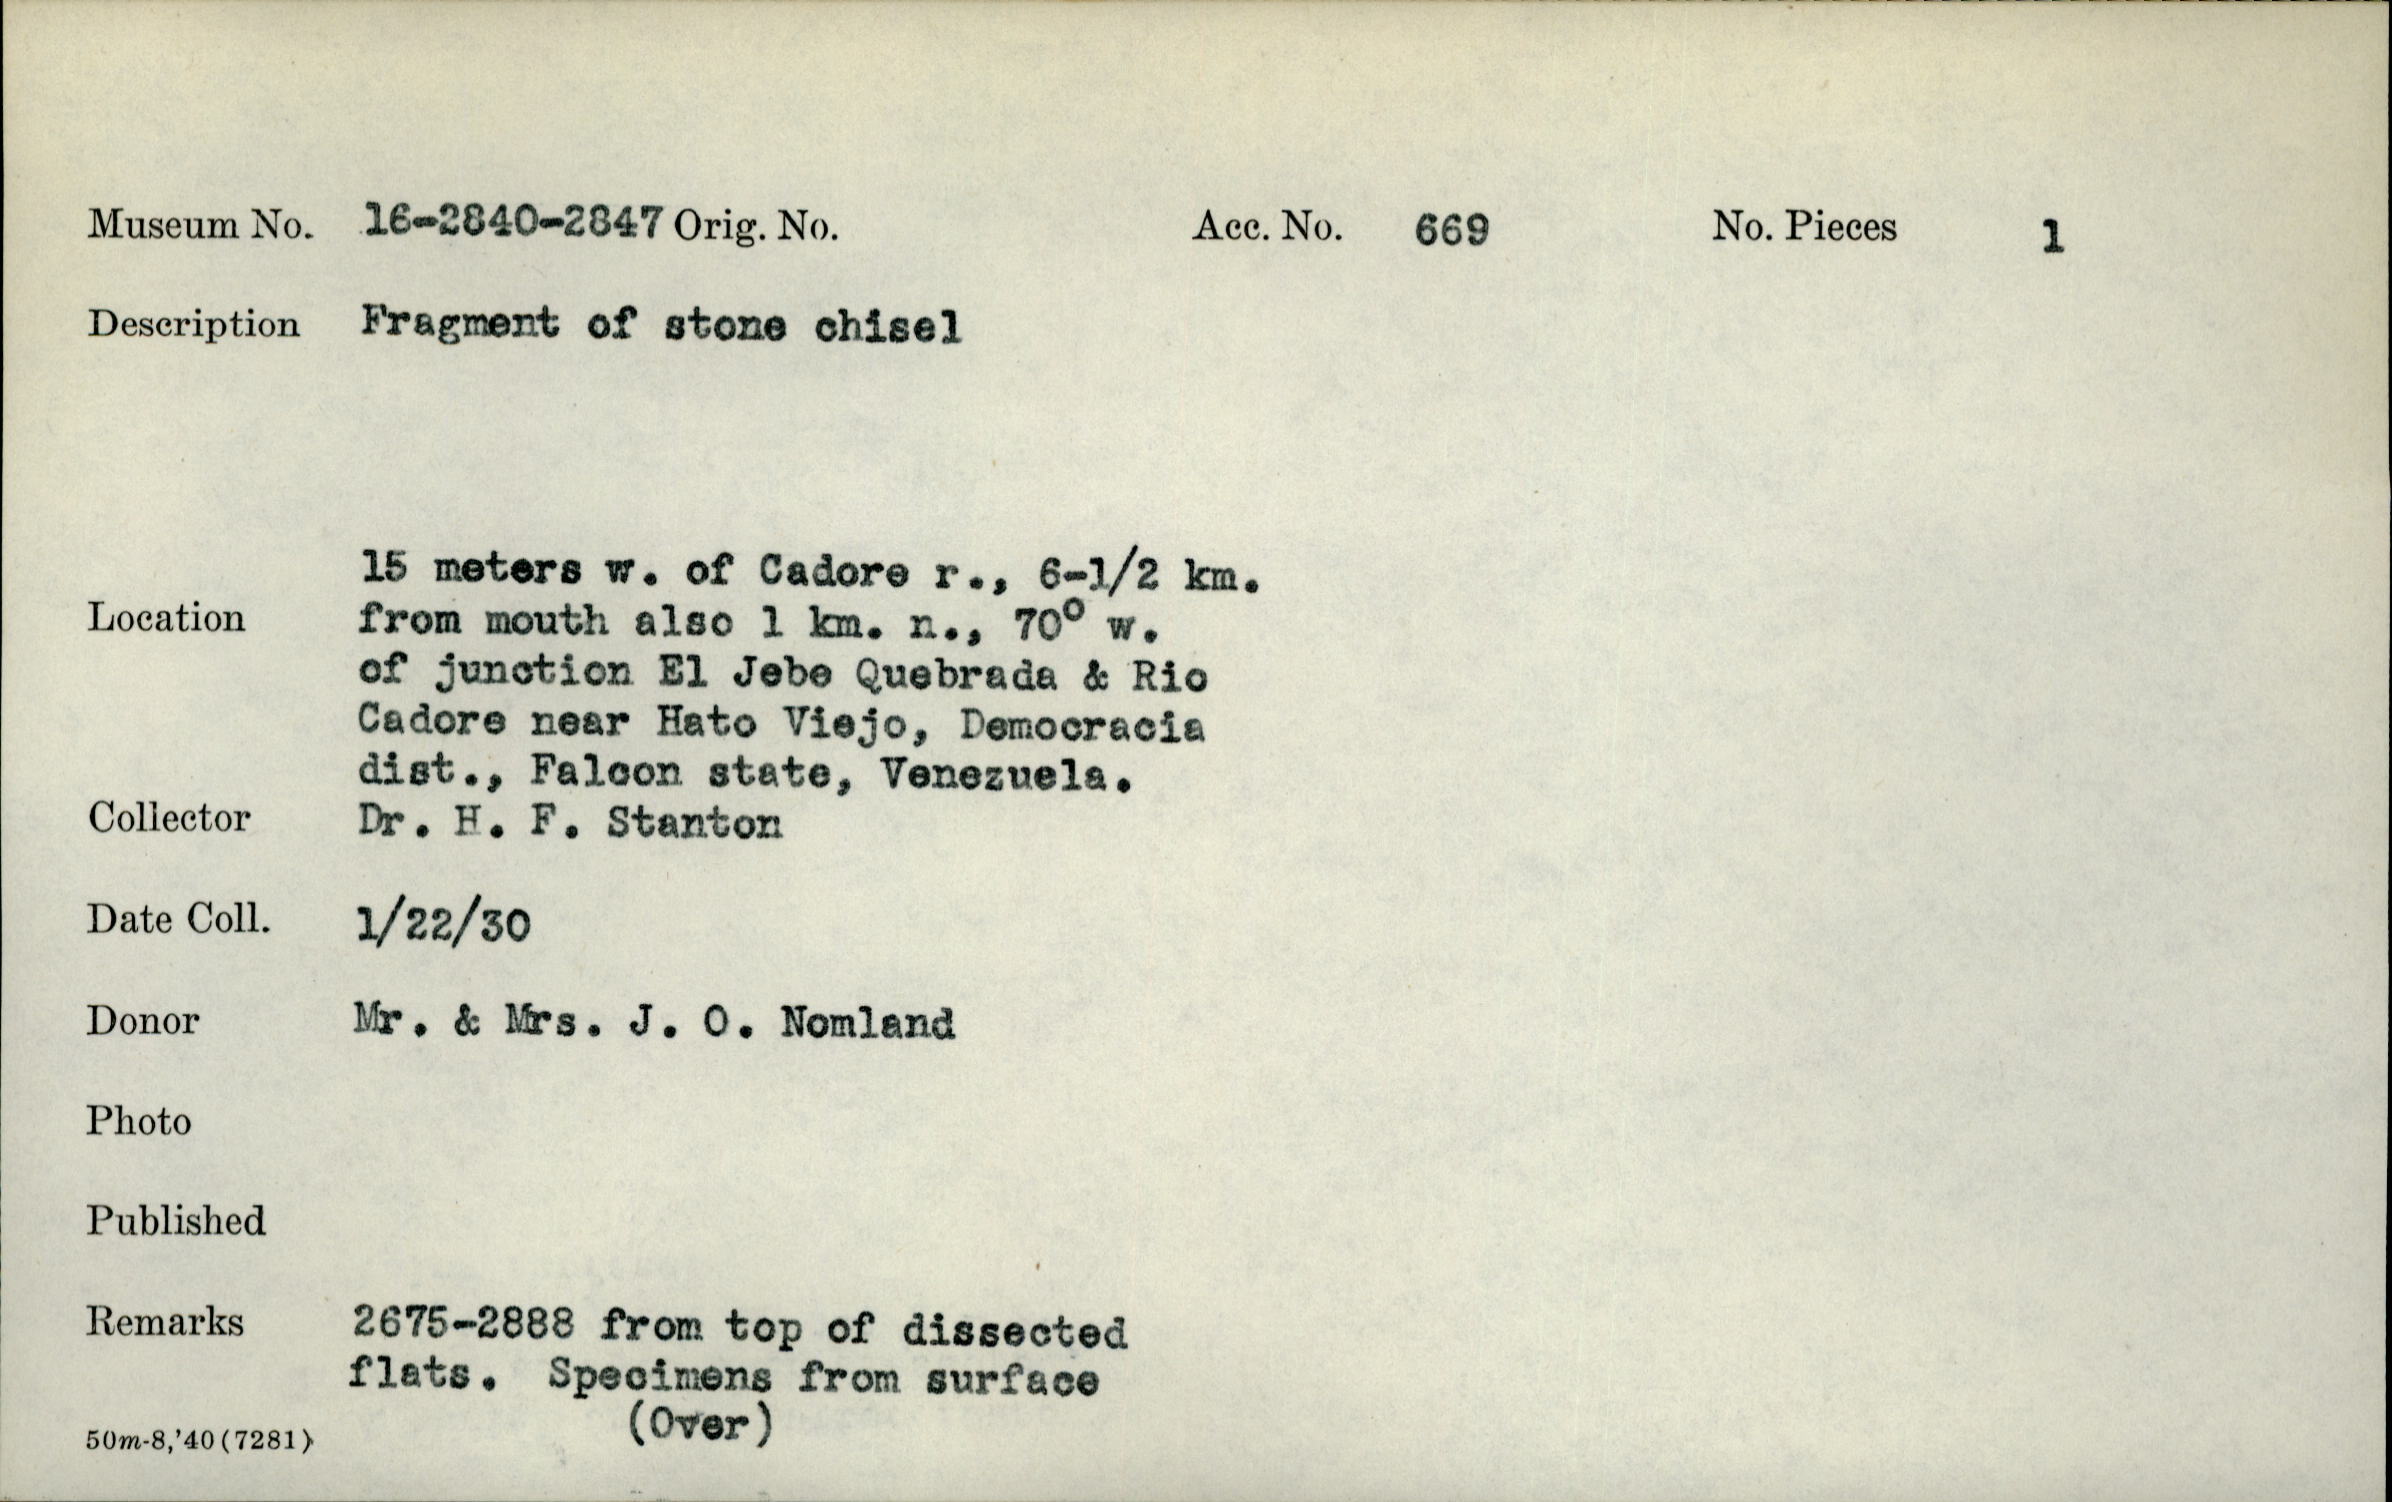 Museum No. 16-2840-2847 Orig. No. Acc. No. 669 No. Pieces 1
Description Fragment of stone chisel
15 meters w. of Cadore r., 6-1/2 km.
Location from mouth also 1 km. n., 70° w.
of junction El Jebe Quebrada & Rio
Cadore near Hato Viejo, Democracia
dist., Falcon state, Venezuela.
Collector Dr. H. F. Stanton
Date Coll. 1/22/30
Donor Mr. & Mrs. J. O. Nomland
Photo
Published
Remarks 2675-2888 from top of dissected
flats. Specimens from surface
(Over)
50m-8,'40(7281)